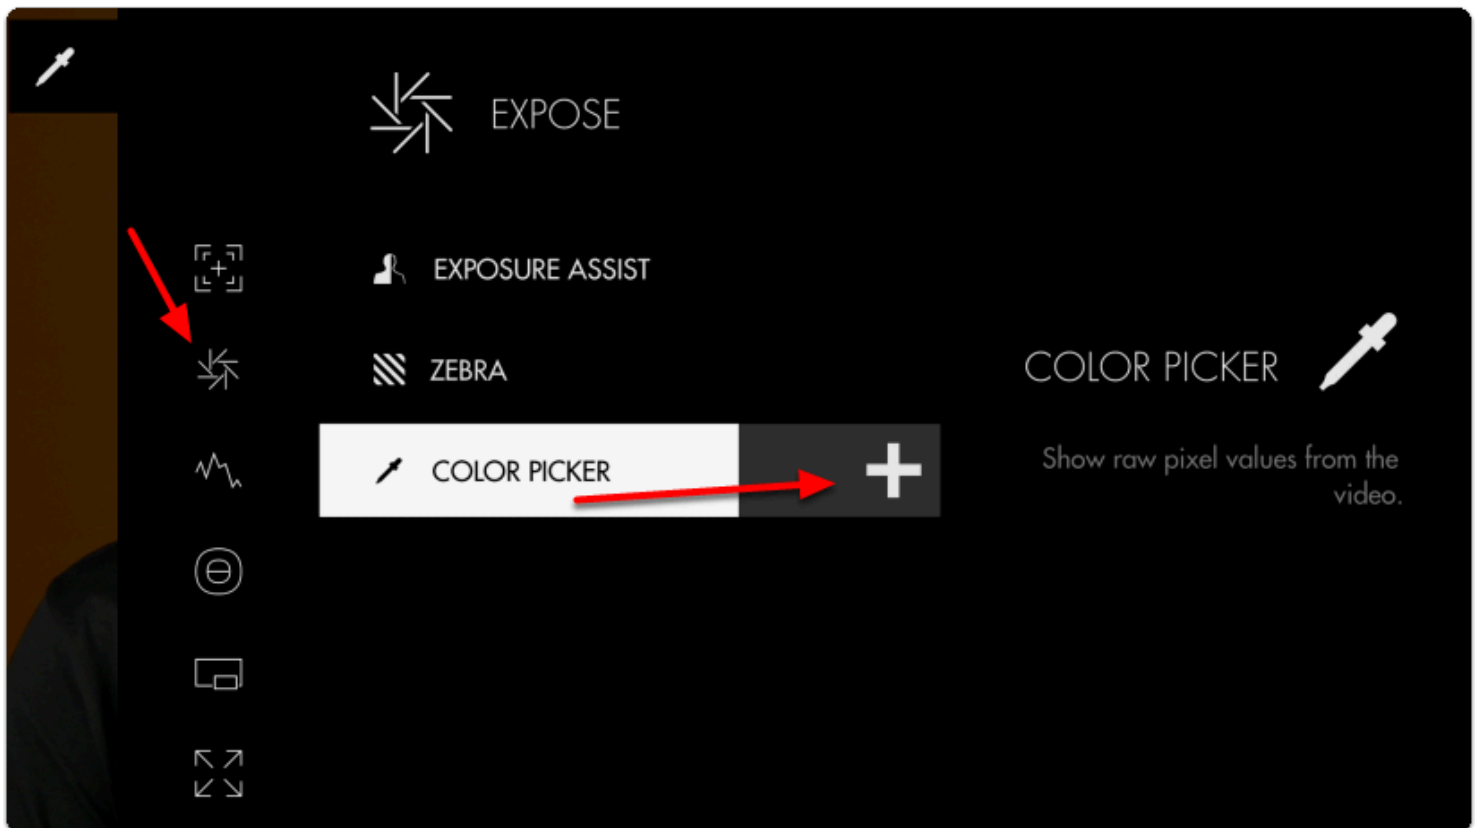 EXPOSE
EXPOSURE ASSIST
ZEBRA
COLOR PICKER
COLOR PICKER
Show raw pixel values from the
video.